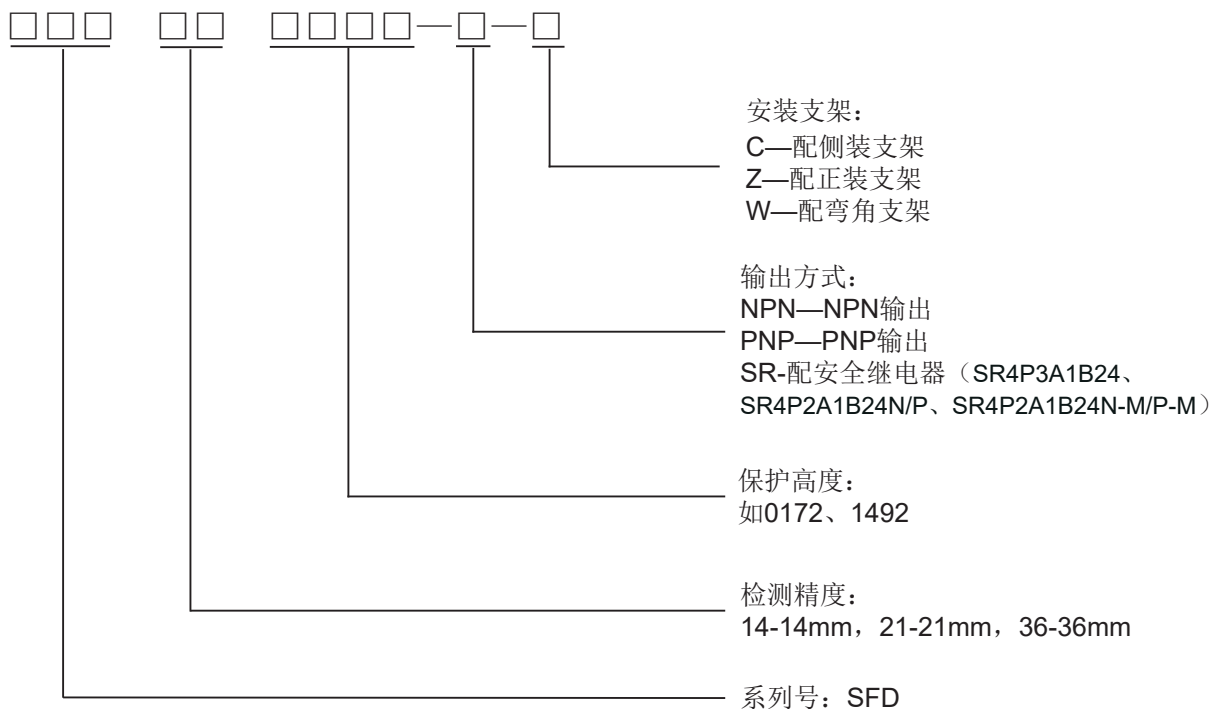 □□□ □□ □□□□—□—□
安装支架：
C—配侧装支架
Z—配正装支架
W—配弯角支架
输出方式：
NPN—NPN输出
PNP—PNP输出
SR-配安全继电器（SR4P3A1B24、
SR4P2A1B24N/P、SR4P2A1B24N-M/P-M）
保护高度：
如0172、1492
检测精度：
14-14mm，21-21mm，36-36mm
系列号：SFD